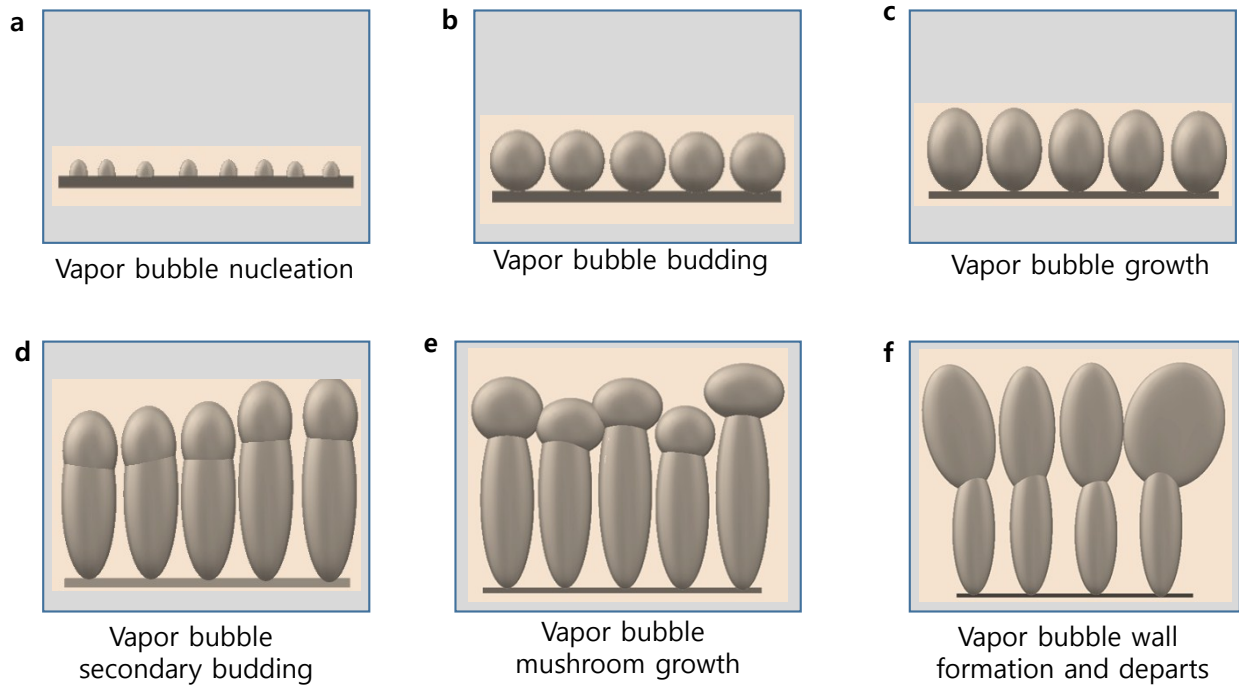 a
b
c
Vapor bubble nucleation
Vapor bubble budding
Vapor bubble growth
d
e
f
Vapor bubble
secondary budding
Vapor bubble
mushroom growth
Vapor bubble wall
formation and departs